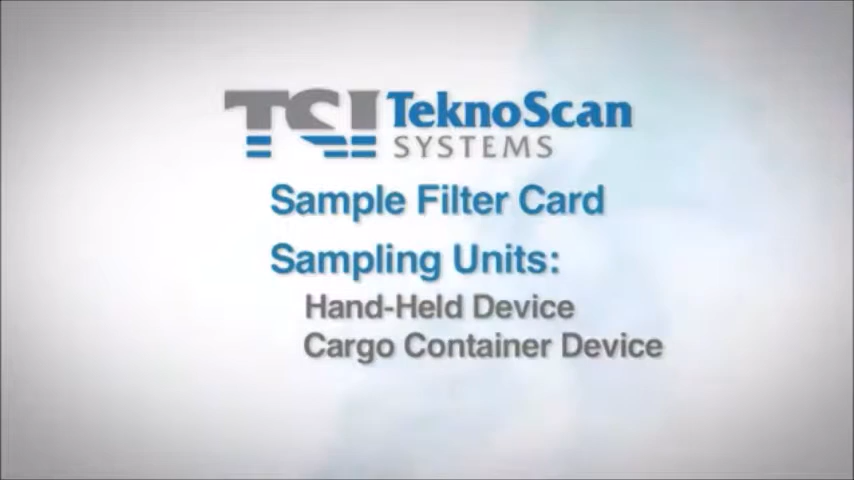 TSI TeknoScan
SYSTEMS
Sample Filter Card
Sampling Units:
Hand-Held Device
Cargo Container Device